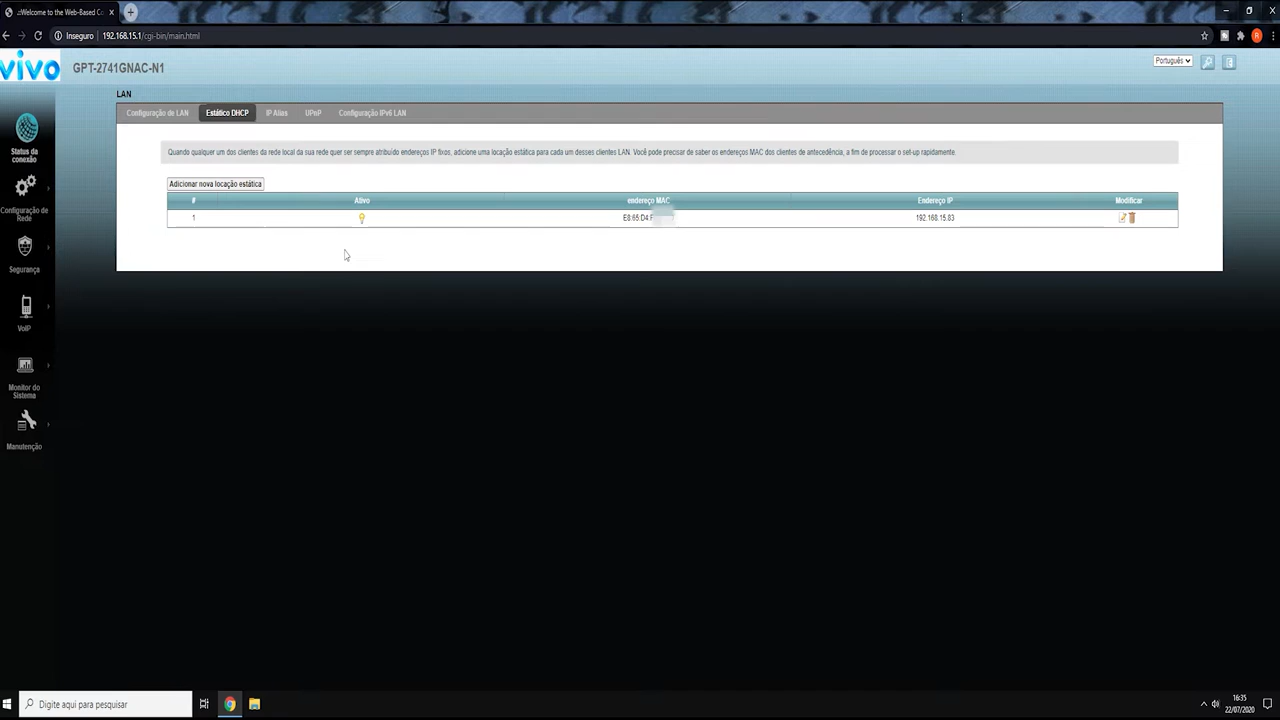 .::Welcome to the Web-Based Co
Inseguro | 192.168.15.1/cgi-bin/main.html
vivo
GPT-2741GNAC-N1
Português
LAN
Configuração de LAN
Estático DHCP
IP Alias
UPnP
Configuração IPv6 LAN
Status da
conexão
Quando qualquer um dos clientes da rede local da sua rede quer ser sempre atribuído endereços IP fixos, adicione uma locação estática para cada um desses clientes LAN. Você pode precisar de saber os endereços MAC dos clientes de antecedência, a fim de processar o set-up rapidamente.
Adicionar nova locação estática
# Ativo endereço MAC Endereço IP Modificar
1 E8:65:D4:F 192.168.15.83
Configuração de
Rede
Segurança
VoIP
Monitor do
Sistema
Manutenção
Digite aqui para pesquisar
16:35
22/07/2020
R